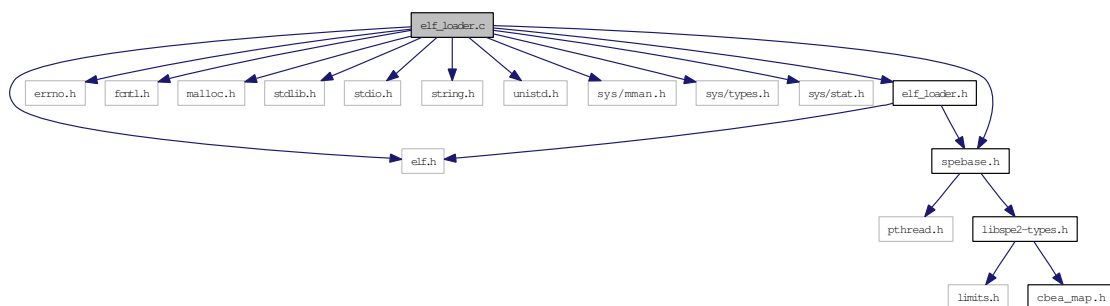 elf_loader.c
errno.h
fcntl.h
malloc.h
stdlib.h
stdio.h
string.h
unistd.h
sys/mman.h
sys/types.h
sys/stat.h
elf_loader.h
elf.h
spebase.h
pthread.h
libspe2-types.h
limits.h
cbea_map.h